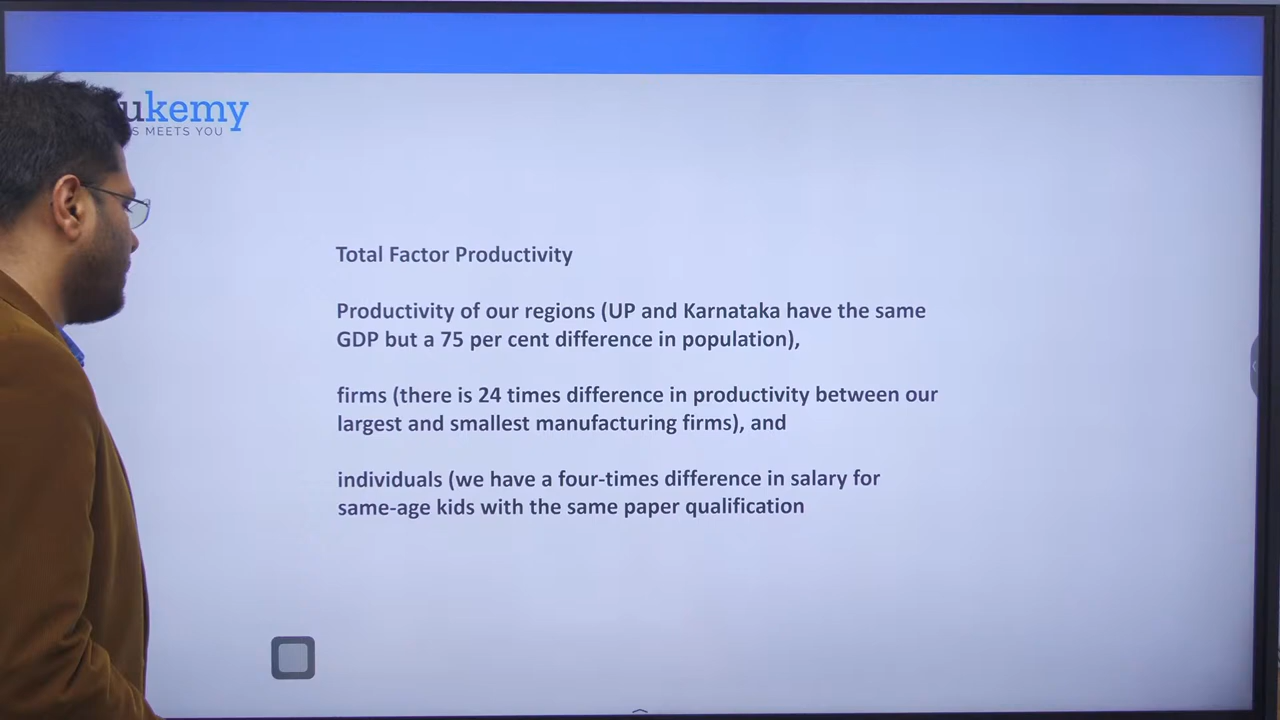 ukemy
S MEETS YOU
Total Factor Productivity
Productivity of our regions (UP and Karnataka have the same
GDP but a 75 per cent difference in population),
firms (there is 24 times difference in productivity between our
largest and smallest manufacturing firms), and
individuals (we have a four-times difference in salary for
same-age kids with the same paper qualification